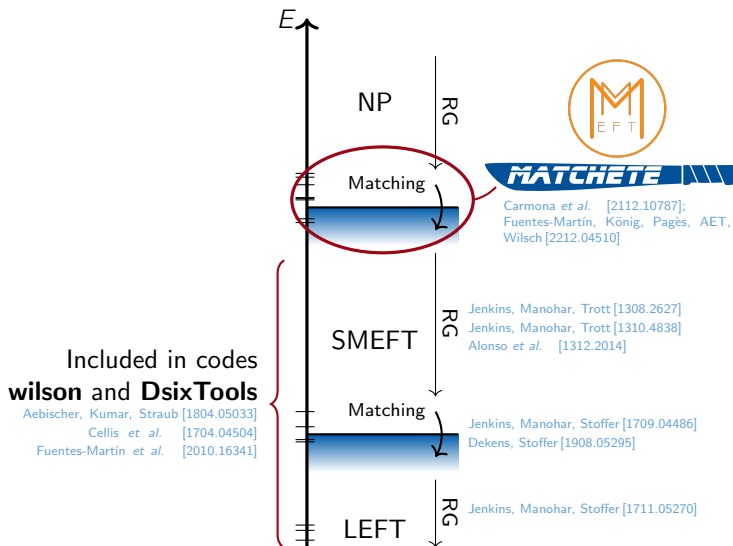 E
NP
RG
MM
EFT
MATCHETE
Matching
Carmona et al. [2112.10787];
Fuentes-Martín, König, Pagès, AET,
Wilsch [2212.04510]
SMEFT
RG
Jenkins, Manohar, Trott [1308.2627]
Jenkins, Manohar, Trott [1310.4838]
Alonso et al. [1312.2014]
Included in codes
wilson and DsixTools
Aebischer, Kumar, Straub [1804.05033]
Cellis et al. [1704.04504]
Fuentes-Martín et al. [2010.16341]
Matching
Jenkins, Manohar, Stoffer [1709.04486]
Dekens, Stoffer [1908.05295]
LEFT
RG
Jenkins, Manohar, Stoffer [1711.05270]